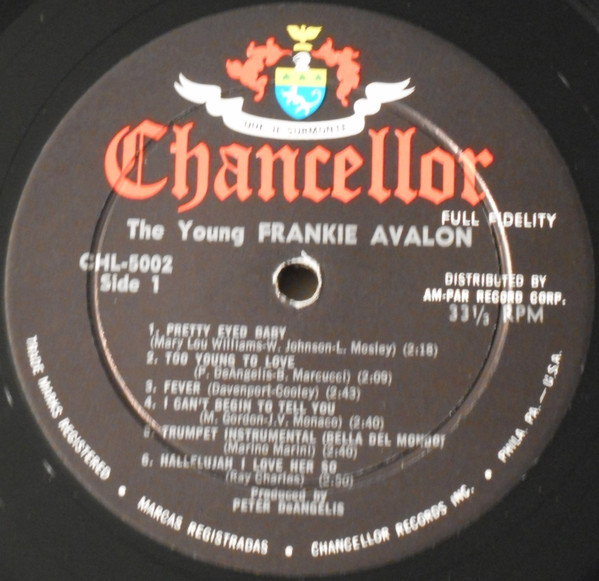 Chancellor
FULL FIDELITY
The Young FRANKIE AVALON
CHL-5002
Side 1
DISTRIBUTED BY
AM-PAR RECORD CORP.
33⅓ RPM
1. PRETTY EYED BABY
(Mary Lou Williams-W. Johnson-L. Mosley) (2:18)
2. TOO YOUNG TO LOVE
(P. DeAngelis-B. Marcucci) (2:09)
3. FEVER (Davenport-Cooley) (2:43)
4. I CAN'T BEGIN TO TELL YOU
(M. Gordon-J.V. Monaco) (2:40)
5. TRUMPET INSTRUMENTAL (BELLA DEL MONDO)
(Marino Marini) (2:40)
6. HALLELUJAH I LOVE HER SO
(Ray Charles) (2:30)
Produced by
PETER DeANGELIS
TRADE MARKS REGISTERED • MARCAS REGISTRADAS • CHANCELLOR RECORDS INC. • PHILA. PA. — U.S.A.